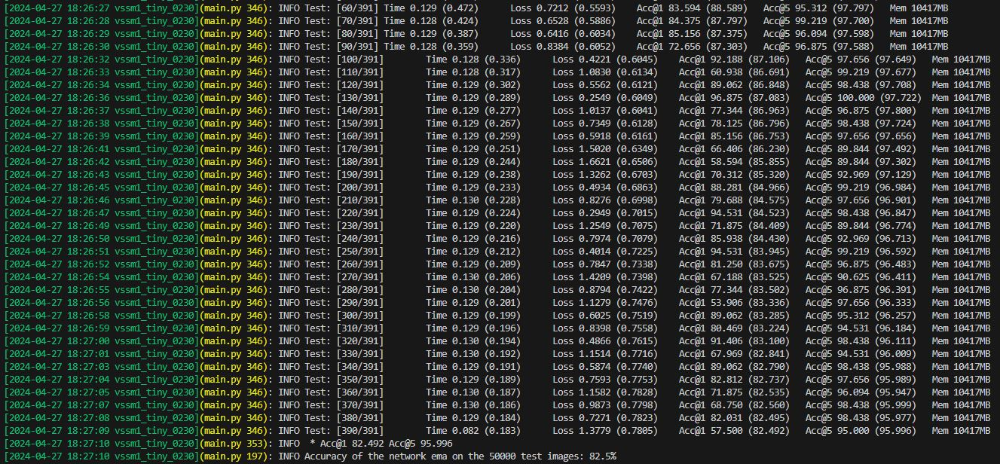 [2024-04-27 18:26:27 vssm1_tiny_0230](main.py 346): INFO Test: [60/391] Time 0.129 (0.472) Loss 0.7212 (0.5593) Acc@1 83.594 (88.589) Acc@5 95.312 (97.797) Mem 10417MB
[2024-04-27 18:26:28 vssm1_tiny_0230](main.py 346): INFO Test: [70/391] Time 0.128 (0.424) Loss 0.6528 (0.5886) Acc@1 84.375 (87.797) Acc@5 99.219 (97.700) Mem 10417MB
[2024-04-27 18:26:29 vssm1_tiny_0230](main.py 346): INFO Test: [80/391] Time 0.129 (0.387) Loss 0.6416 (0.6034) Acc@1 85.156 (87.375) Acc@5 96.094 (97.598) Mem 10417MB
[2024-04-27 18:26:30 vssm1_tiny_0230](main.py 346): INFO Test: [90/391] Time 0.128 (0.359) Loss 0.8384 (0.6052) Acc@1 72.656 (87.303) Acc@5 96.875 (97.588) Mem 10417MB
[2024-04-27 18:26:32 vssm1_tiny_0230](main.py 346): INFO Test: [100/391] Time 0.128 (0.336) Loss 0.4221 (0.6045) Acc@1 92.188 (87.106) Acc@5 97.656 (97.649) Mem 10417MB
[2024-04-27 18:26:33 vssm1_tiny_0230](main.py 346): INFO Test: [110/391] Time 0.128 (0.317) Loss 1.0830 (0.6134) Acc@1 60.938 (86.691) Acc@5 99.219 (97.677) Mem 10417MB
[2024-04-27 18:26:34 vssm1_tiny_0230](main.py 346): INFO Test: [120/391] Time 0.129 (0.302) Loss 0.5562 (0.6121) Acc@1 89.062 (86.848) Acc@5 98.438 (97.708) Mem 10417MB
[2024-04-27 18:26:36 vssm1_tiny_0230](main.py 346): INFO Test: [130/391] Time 0.129 (0.289) Loss 0.2549 (0.6049) Acc@1 96.875 (87.083) Acc@5 100.000 (97.722) Mem 10417MB
[2024-04-27 18:26:37 vssm1_tiny_0230](main.py 346): INFO Test: [140/391] Time 0.129 (0.277) Loss 1.0137 (0.6041) Acc@1 77.344 (86.963) Acc@5 96.875 (97.800) Mem 10417MB
[2024-04-27 18:26:38 vssm1_tiny_0230](main.py 346): INFO Test: [150/391] Time 0.129 (0.267) Loss 0.7349 (0.6128) Acc@1 78.125 (86.796) Acc@5 98.438 (97.724) Mem 10417MB
[2024-04-27 18:26:39 vssm1_tiny_0230](main.py 346): INFO Test: [160/391] Time 0.129 (0.259) Loss 0.5918 (0.6161) Acc@1 85.156 (86.753) Acc@5 97.656 (97.656) Mem 10417MB
[2024-04-27 18:26:41 vssm1_tiny_0230](main.py 346): INFO Test: [170/391] Time 0.129 (0.251) Loss 1.5020 (0.6349) Acc@1 66.406 (86.230) Acc@5 89.844 (97.492) Mem 10417MB
[2024-04-27 18:26:42 vssm1_tiny_0230](main.py 346): INFO Test: [180/391] Time 0.129 (0.244) Loss 1.6621 (0.6506) Acc@1 58.594 (85.855) Acc@5 89.844 (97.302) Mem 10417MB
[2024-04-27 18:26:43 vssm1_tiny_0230](main.py 346): INFO Test: [190/391] Time 0.129 (0.238) Loss 1.3262 (0.6703) Acc@1 70.312 (85.320) Acc@5 92.969 (97.129) Mem 10417MB
[2024-04-27 18:26:45 vssm1_tiny_0230](main.py 346): INFO Test: [200/391] Time 0.129 (0.233) Loss 0.4934 (0.6863) Acc@1 88.281 (84.966) Acc@5 99.219 (96.984) Mem 10417MB
[2024-04-27 18:26:46 vssm1_tiny_0230](main.py 346): INFO Test: [210/391] Time 0.130 (0.228) Loss 0.8276 (0.6998) Acc@1 79.688 (84.575) Acc@5 97.656 (96.901) Mem 10417MB
[2024-04-27 18:26:47 vssm1_tiny_0230](main.py 346): INFO Test: [220/391] Time 0.129 (0.224) Loss 0.2949 (0.7015) Acc@1 94.531 (84.523) Acc@5 98.438 (96.847) Mem 10417MB
[2024-04-27 18:26:49 vssm1_tiny_0230](main.py 346): INFO Test: [230/391] Time 0.129 (0.220) Loss 1.2549 (0.7075) Acc@1 71.875 (84.409) Acc@5 89.844 (96.774) Mem 10417MB
[2024-04-27 18:26:50 vssm1_tiny_0230](main.py 346): INFO Test: [240/391] Time 0.129 (0.216) Loss 0.7974 (0.7079) Acc@1 85.938 (84.430) Acc@5 92.969 (96.713) Mem 10417MB
[2024-04-27 18:26:51 vssm1_tiny_0230](main.py 346): INFO Test: [250/391] Time 0.129 (0.212) Loss 0.4014 (0.7225) Acc@1 94.531 (83.945) Acc@5 99.219 (96.592) Mem 10417MB
[2024-04-27 18:26:52 vssm1_tiny_0230](main.py 346): INFO Test: [260/391] Time 0.129 (0.209) Loss 0.7847 (0.7338) Acc@1 81.250 (83.675) Acc@5 96.875 (96.483) Mem 10417MB
[2024-04-27 18:26:54 vssm1_tiny_0230](main.py 346): INFO Test: [270/391] Time 0.130 (0.206) Loss 1.4209 (0.7398) Acc@1 67.188 (83.525) Acc@5 90.625 (96.411) Mem 10417MB
[2024-04-27 18:26:55 vssm1_tiny_0230](main.py 346): INFO Test: [280/391] Time 0.130 (0.204) Loss 0.8794 (0.7422) Acc@1 77.344 (83.502) Acc@5 96.875 (96.391) Mem 10417MB
[2024-04-27 18:26:56 vssm1_tiny_0230](main.py 346): INFO Test: [290/391] Time 0.129 (0.201) Loss 1.1279 (0.7476) Acc@1 53.906 (83.336) Acc@5 97.656 (96.333) Mem 10417MB
[2024-04-27 18:26:58 vssm1_tiny_0230](main.py 346): INFO Test: [300/391] Time 0.129 (0.199) Loss 0.6025 (0.7519) Acc@1 89.062 (83.285) Acc@5 95.312 (96.257) Mem 10417MB
[2024-04-27 18:26:59 vssm1_tiny_0230](main.py 346): INFO Test: [310/391] Time 0.129 (0.196) Loss 0.8398 (0.7558) Acc@1 80.469 (83.224) Acc@5 94.531 (96.184) Mem 10417MB
[2024-04-27 18:27:00 vssm1_tiny_0230](main.py 346): INFO Test: [320/391] Time 0.130 (0.194) Loss 0.4866 (0.7615) Acc@1 91.406 (83.100) Acc@5 98.438 (96.111) Mem 10417MB
[2024-04-27 18:27:01 vssm1_tiny_0230](main.py 346): INFO Test: [330/391] Time 0.130 (0.192) Loss 1.1514 (0.7716) Acc@1 67.969 (82.841) Acc@5 94.531 (96.009) Mem 10417MB
[2024-04-27 18:27:03 vssm1_tiny_0230](main.py 346): INFO Test: [340/391] Time 0.129 (0.191) Loss 0.5874 (0.7740) Acc@1 89.062 (82.790) Acc@5 98.438 (95.988) Mem 10417MB
[2024-04-27 18:27:04 vssm1_tiny_0230](main.py 346): INFO Test: [350/391] Time 0.129 (0.189) Loss 0.7593 (0.7753) Acc@1 82.812 (82.737) Acc@5 97.656 (95.989) Mem 10417MB
[2024-04-27 18:27:05 vssm1_tiny_0230](main.py 346): INFO Test: [360/391] Time 0.130 (0.187) Loss 1.1582 (0.7828) Acc@1 71.875 (82.535) Acc@5 96.094 (95.947) Mem 10417MB
[2024-04-27 18:27:07 vssm1_tiny_0230](main.py 346): INFO Test: [370/391] Time 0.130 (0.186) Loss 0.9873 (0.7798) Acc@1 68.750 (82.560) Acc@5 98.438 (95.999) Mem 10417MB
[2024-04-27 18:27:08 vssm1_tiny_0230](main.py 346): INFO Test: [380/391] Time 0.129 (0.184) Loss 0.7271 (0.7823) Acc@1 82.031 (82.495) Acc@5 98.438 (95.977) Mem 10417MB
[2024-04-27 18:27:09 vssm1_tiny_0230](main.py 346): INFO Test: [390/391] Time 0.082 (0.183) Loss 1.3779 (0.7805) Acc@1 57.500 (82.492) Acc@5 95.000 (95.996) Mem 10417MB
[2024-04-27 18:27:10 vssm1_tiny_0230](main.py 353): INFO * Acc@1 82.492 Acc@5 95.996
[2024-04-27 18:27:10 vssm1_tiny_0230](main.py 197): INFO Accuracy of the network ema on the 50000 test images: 82.5%